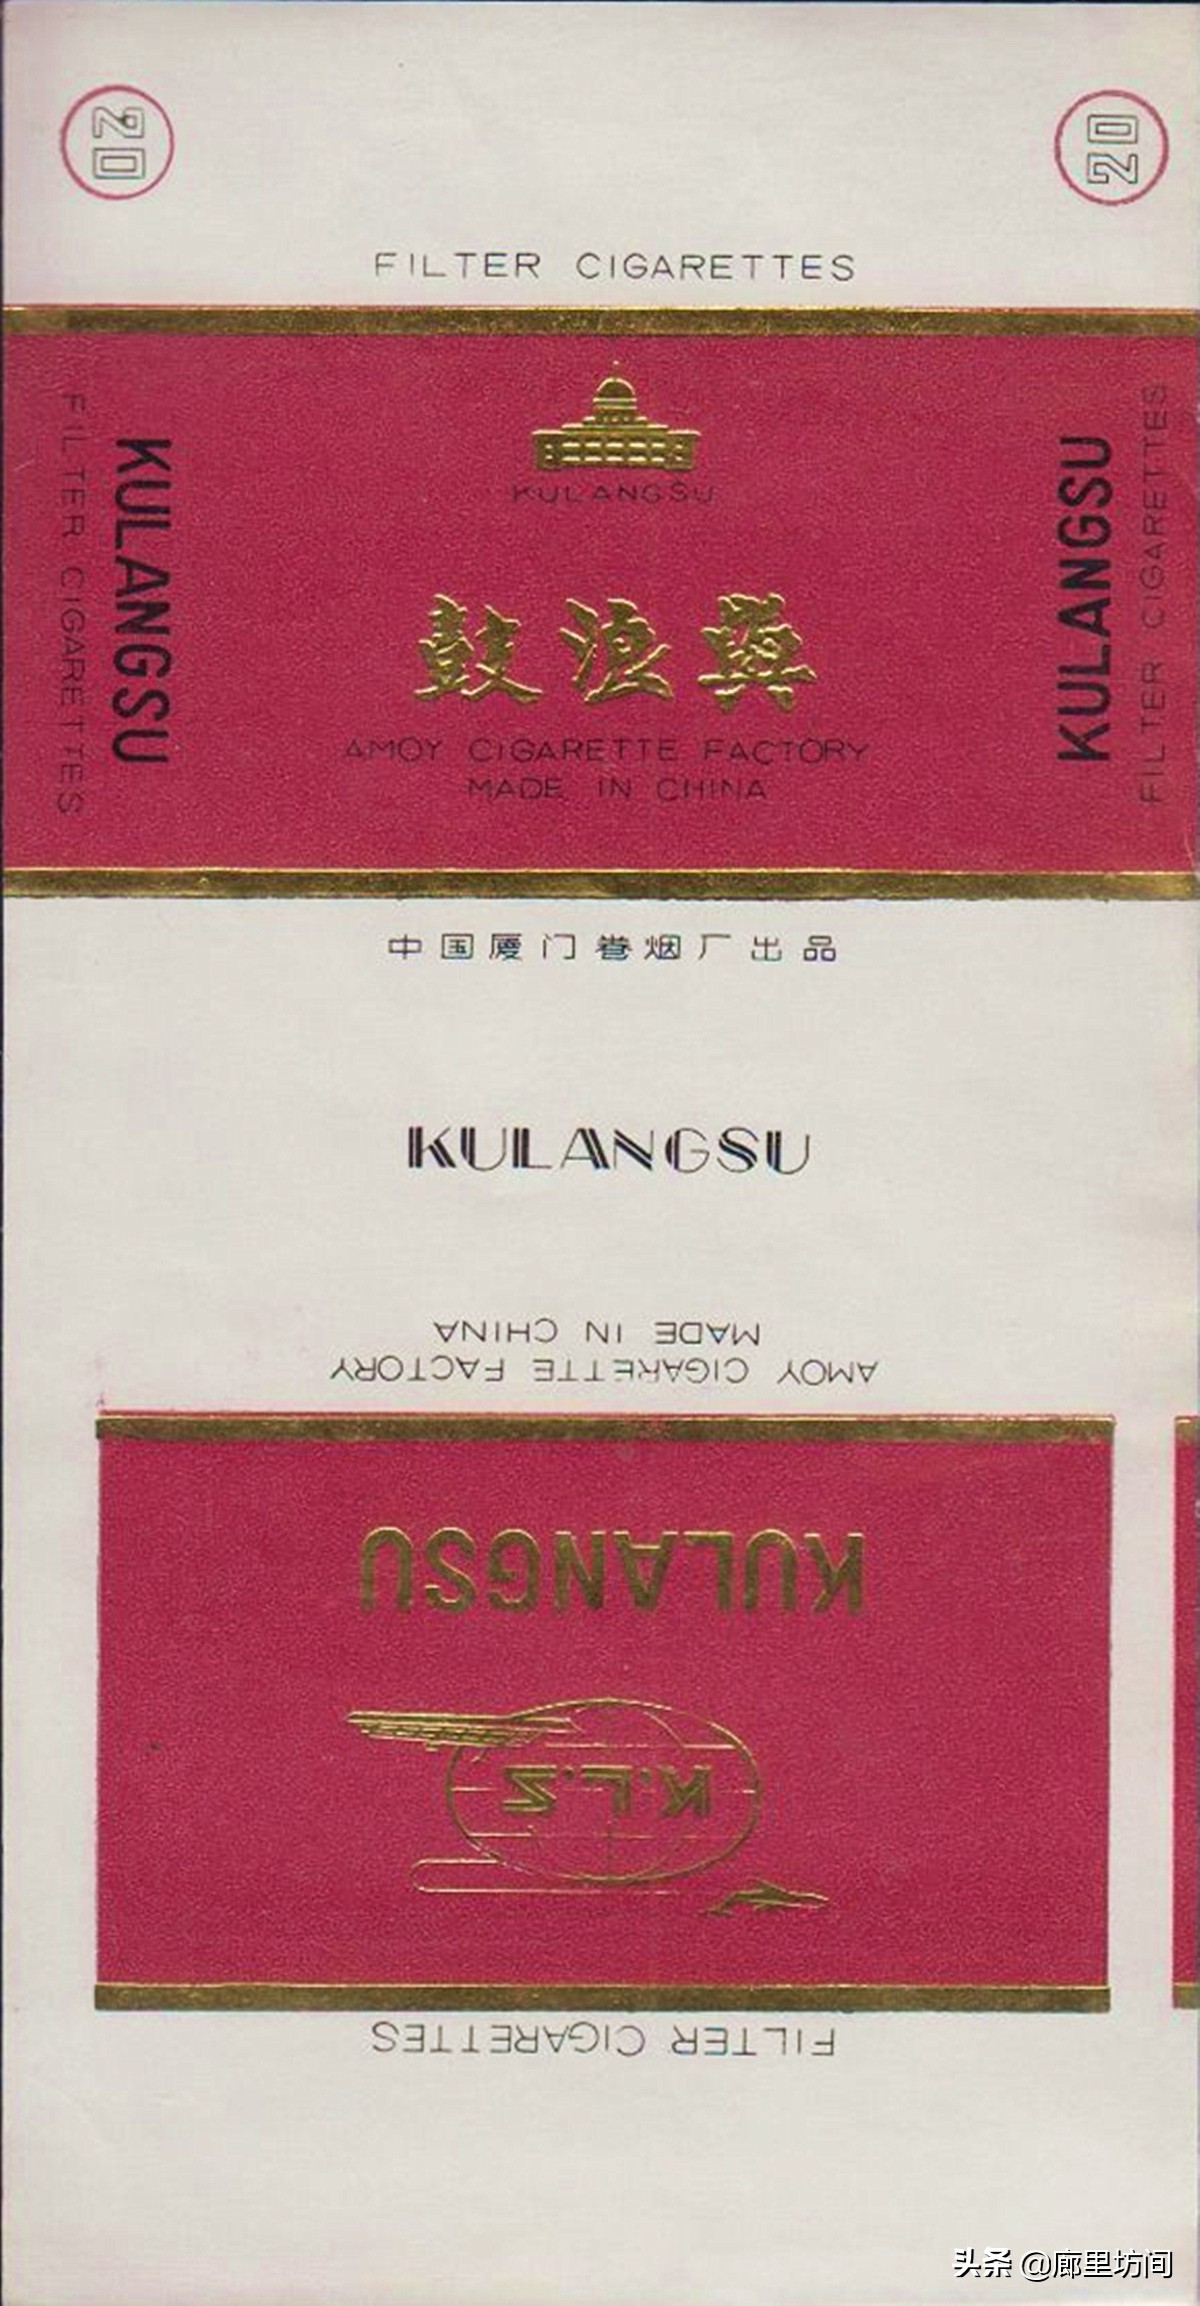 20
20
FILTER CIGARETTES
KULANGSU
FILTER CIGARETTES
KULANGSU
鼓浪嶼
AMOY CIGARETTE FACTORY
MADE IN CHINA
KULANGSU
FILTER CIGARETTES
KULANGSU
中国厦门卷烟厂出品
KULANGSU
AMOY CIGARETTE FACTORY
MADE IN CHINA
KULANGSU
K.L.S
FILTER CIGARETTES
头条 @廊里坊间